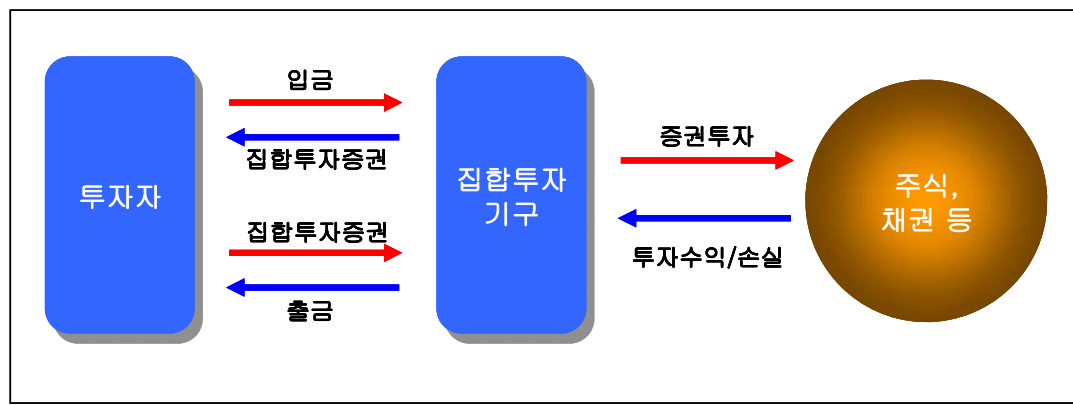 투자자
입금
집합투자증권
집합투자증권
출금
집합투자
기구
증권투자
투자수익/손실
주식,
채권 등